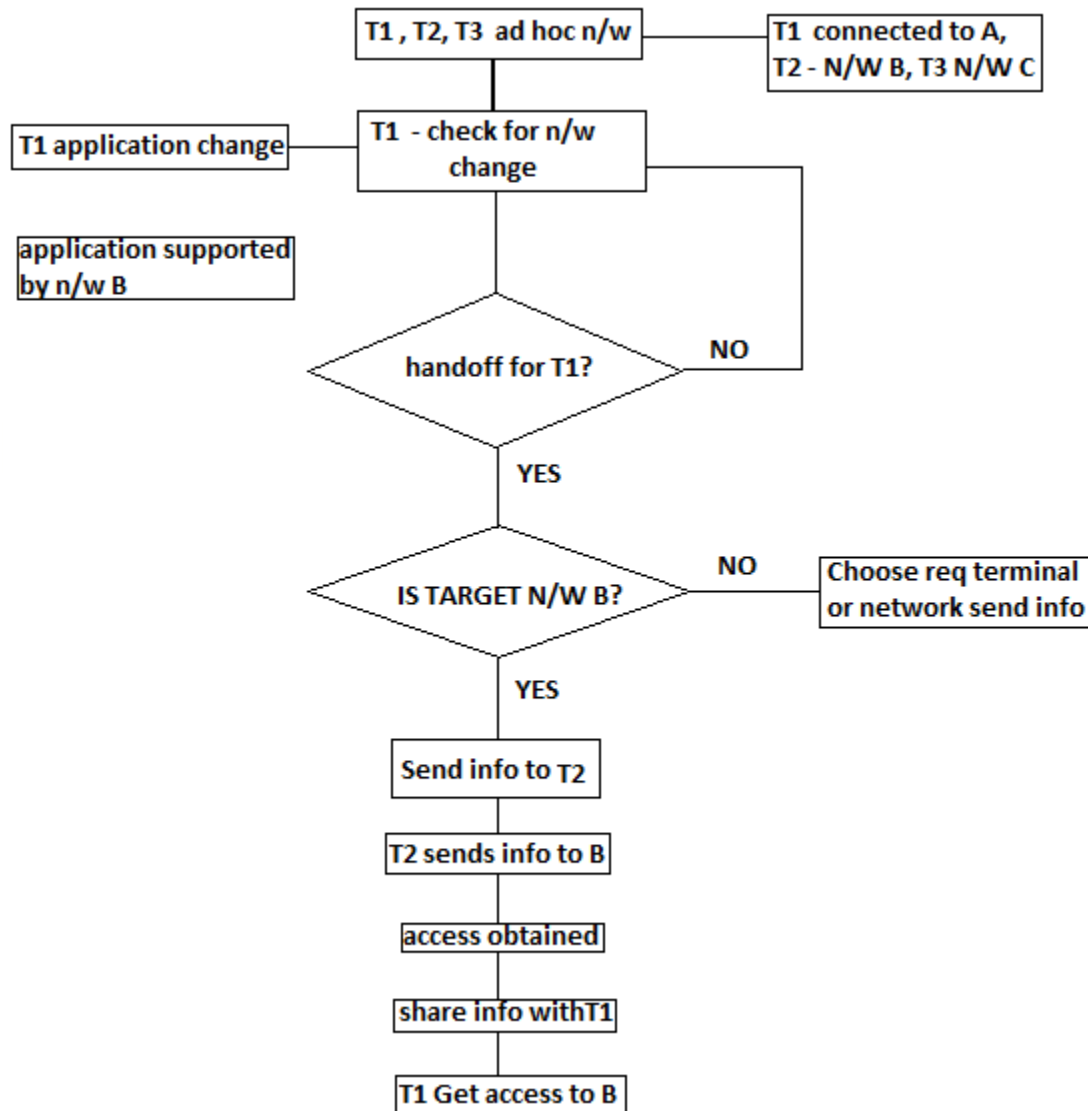 T1 , T2, T3 ad hoc n/w
T1 connected to A,
T2 - N/W B, T3 N/W C
T1 application change
T1 - check for n/w
change
application supported
by n/w B
handoff for T1?
NO
YES
IS TARGET N/W B?
NO
Choose req terminal
or network send info
YES
Send info to T2
T2 sends info to B
access obtained
share info withT1
T1 Get access to B